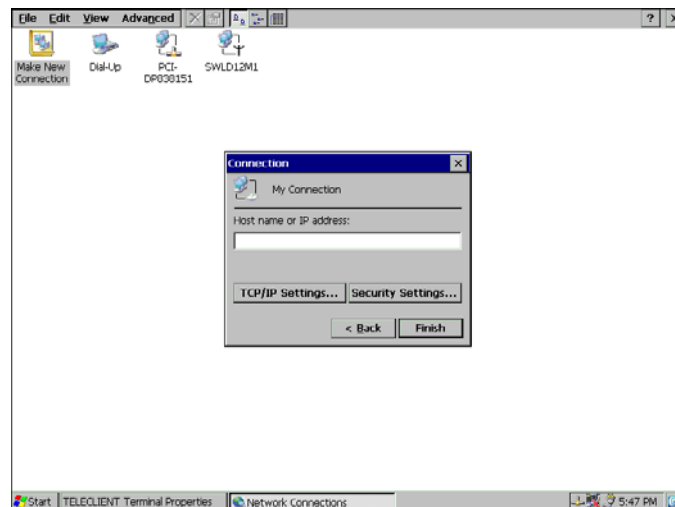 File Edit View Advanced ?
Make New Connection
Dial-Up
PCI-DP838151
SWLD12M1
Connection
My Connection
Host name or IP address:
TCP/IP Settings... Security Settings...
< Back Finish
Start TELECLIENT Terminal Properties Network Connections 5:47 PM